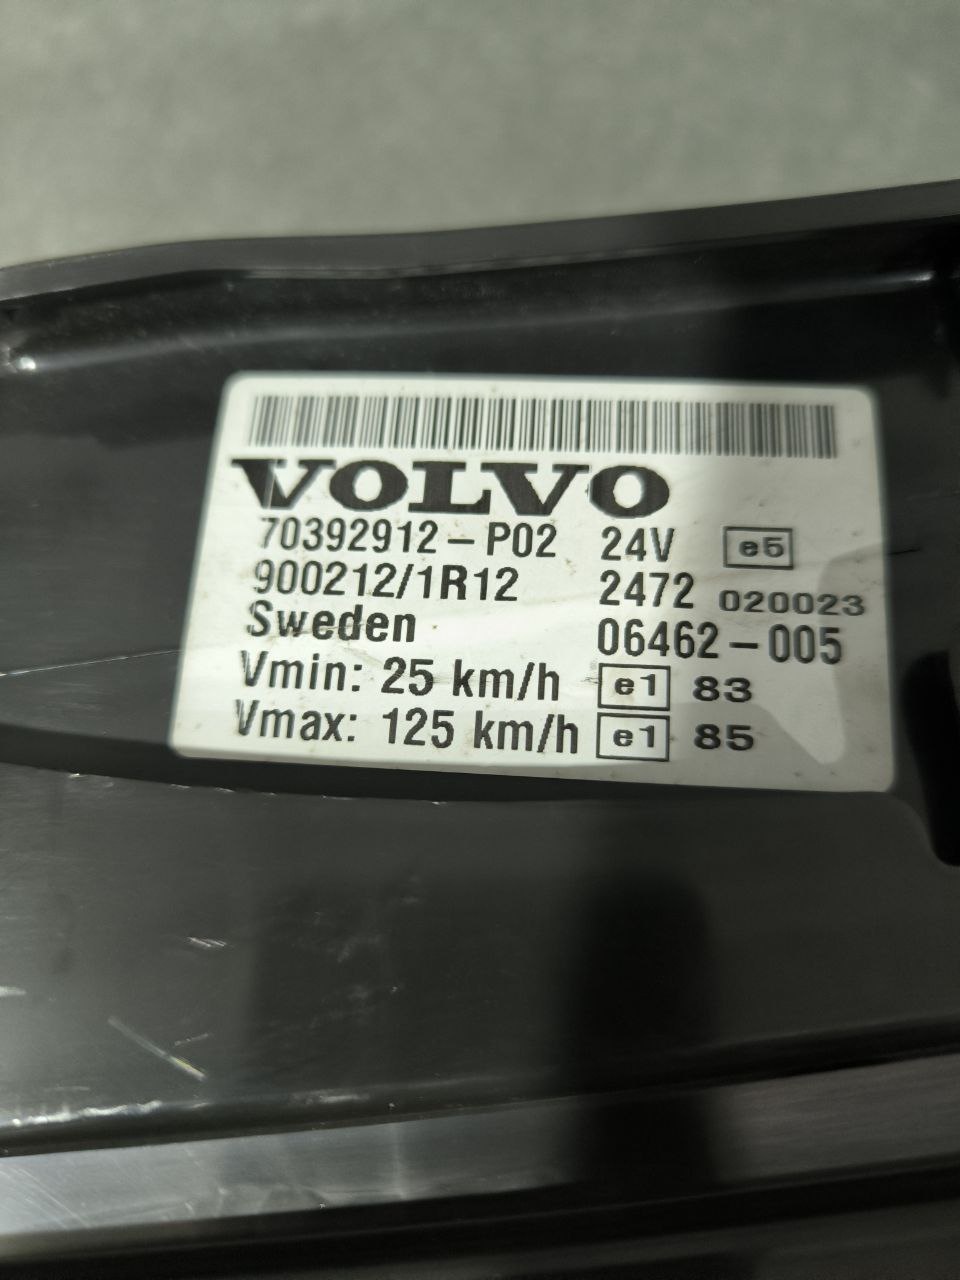 VOLVO
70392912-P02 24V e5
900212/1R12 2472 020023
Sweden 06462-005
Vmin: 25 km/h e1 83
Vmax: 125 km/h e1 85